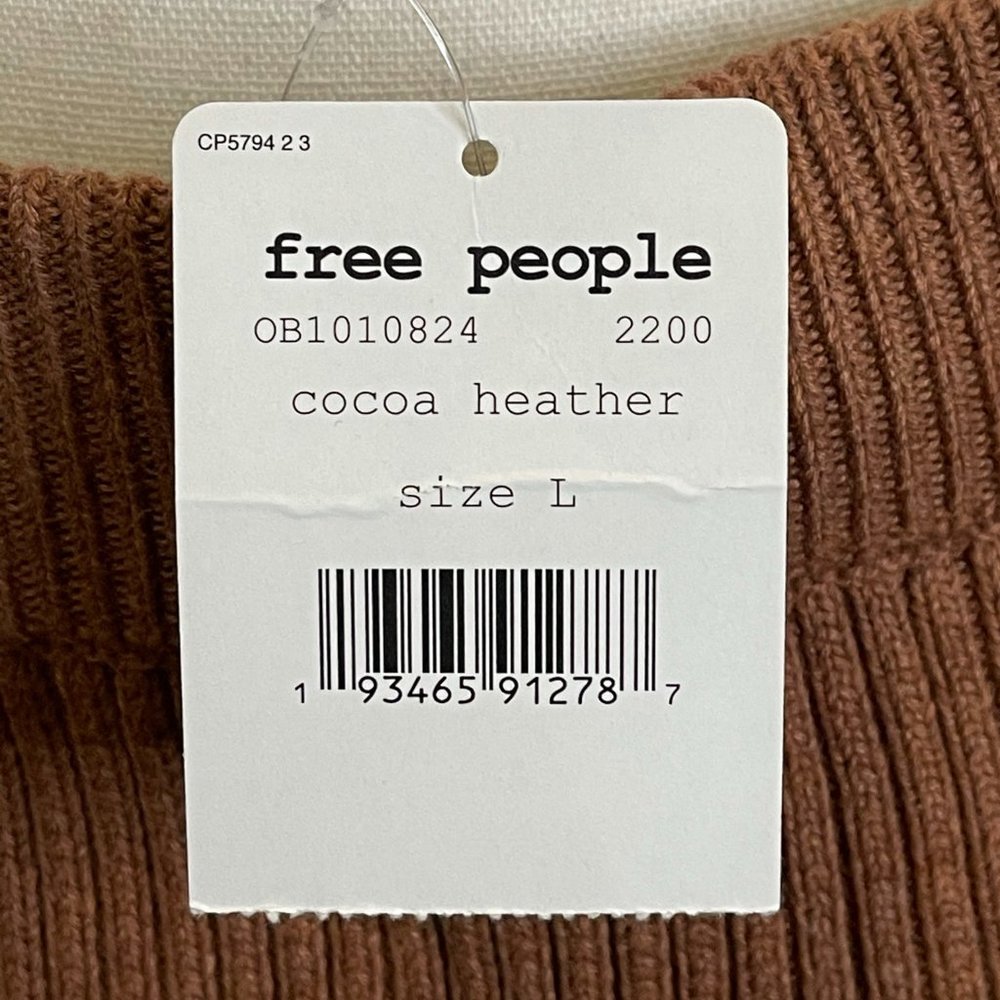 CP5794 2 3
free people
OB1010824 2200
cocoa heather
size L
1 93465 91278 7